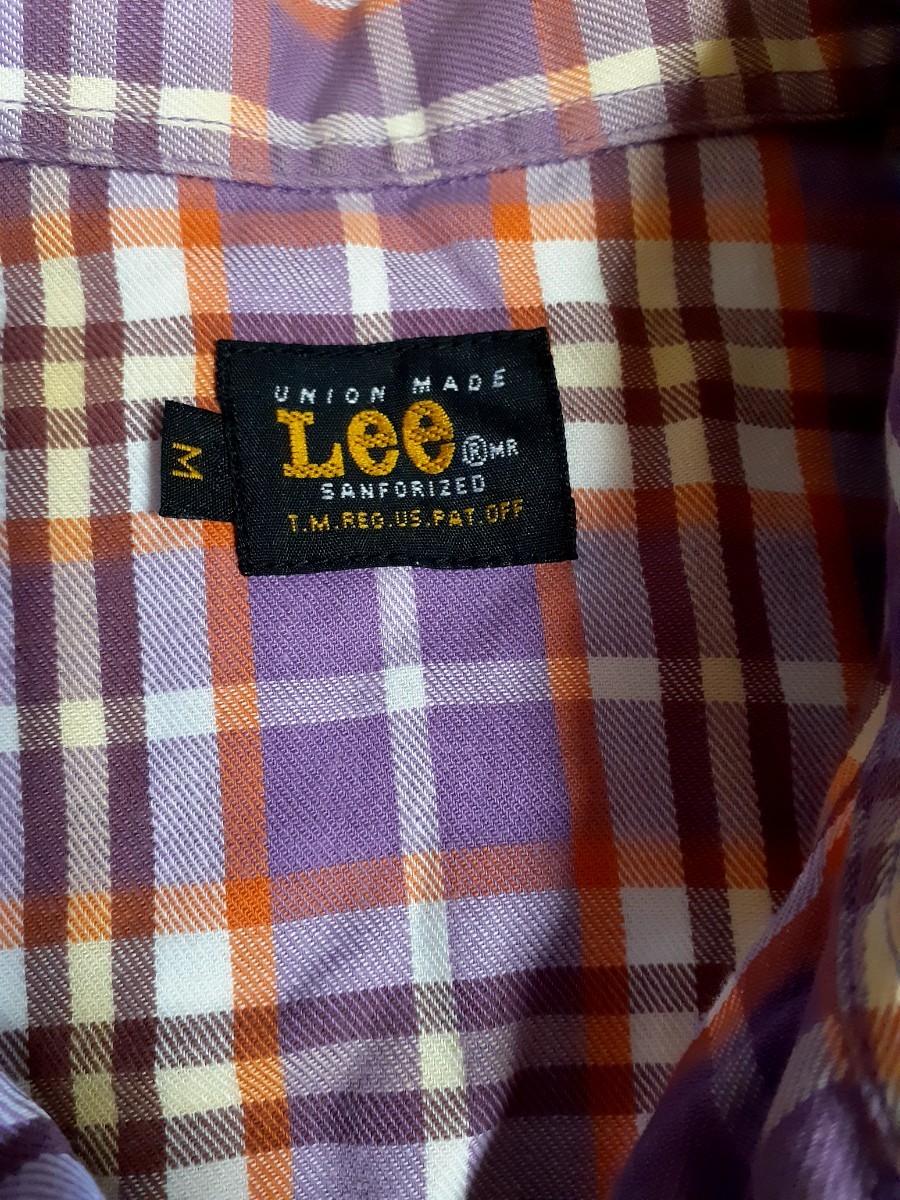 UNION MADE
Lee ®MR
SANFORIZED
T.M.REG.US.PAT.OFF
M